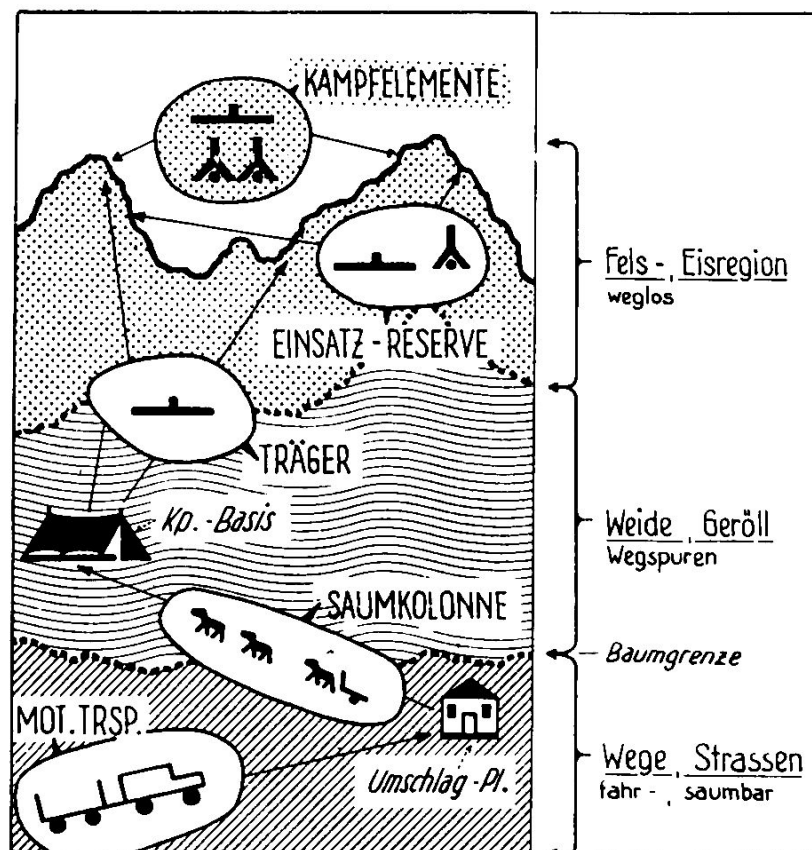 KAMPFELEMENTE
Fels-, Eisregion
weglos
EINSATZ-RESERVE
TRÄGER
Kp.-Basis
Weide, Geröll
Wegspuren
SAUMKOLONNE
Baumgrenze
MOT. TRSP.
Umschlag-Pl.
Wege, Strassen
fahr-, saumbar